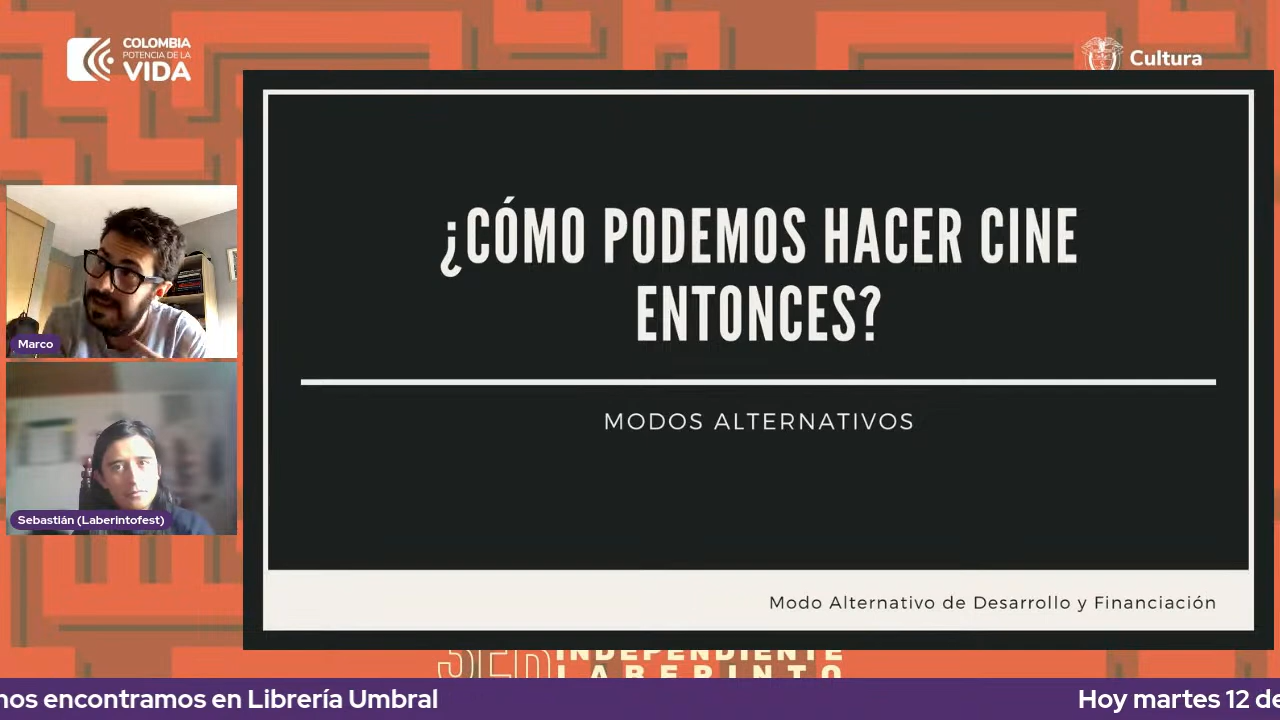 COLOMBIA
POTENCIA DE LA
VIDA
Cultura
¿CÓMO PODEMOS HACER CINE
ENTONCES?
MODOS ALTERNATIVOS
Modo Alternativo de Desarrollo y Financiación
Marco
Sebastián (Laberintofest)
INDEPENDIENTE
LABERINTO
nos encontramos en Librería Umbral
Hoy martes 12 de